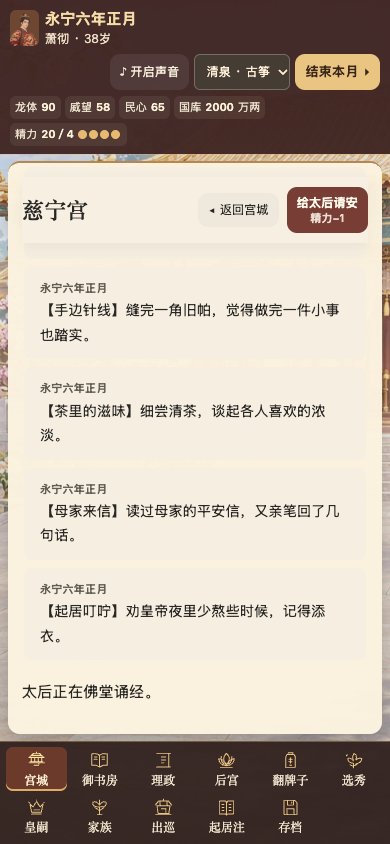 永宁六年正月
萧彻 · 38岁
♪ 开启声音
清泉 · 古筝
结束本月
龙体 90
威望 58
民心 65
国库 2000 万两
精力 20 / 4
慈宁宫
返回宫城
给太后请安
精力−1
永宁六年正月
【手边针线】缝完一角旧帕，觉得做完一件小事
也踏实。
永宁六年正月
【茶里的滋味】细尝清茶，谈起各人喜欢的浓
淡。
永宁六年正月
【母家来信】读过母家的平安信，又亲笔回了几
句话。
永宁六年正月
【起居叮咛】劝皇帝夜里少熬些时候，记得添
衣。
太后正在佛堂诵经。
宫城
御书房
理政
后宫
翻牌子
选秀
皇嗣
家族
出巡
起居注
存档